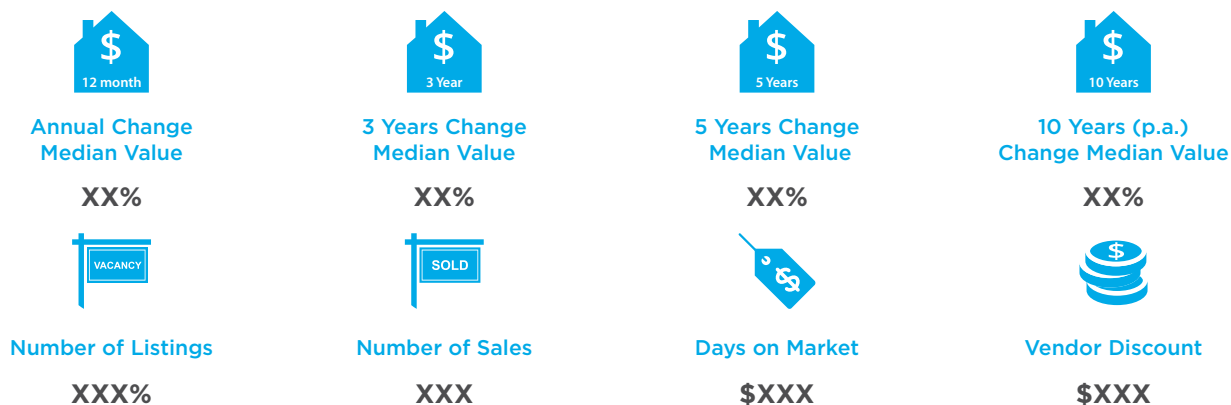 $ $ $ $
12 month 3 Year 5 Years 10 Years
Annual Change 3 Years Change 5 Years Change 10 Years (p.a.)
Median Value Median Value Median Value Change Median Value
XX% XX% XX% XX%
VACANCY SOLD $ $
Number of Listings Number of Sales Days on Market Vendor Discount
XXX% XXX $XXX $XXX